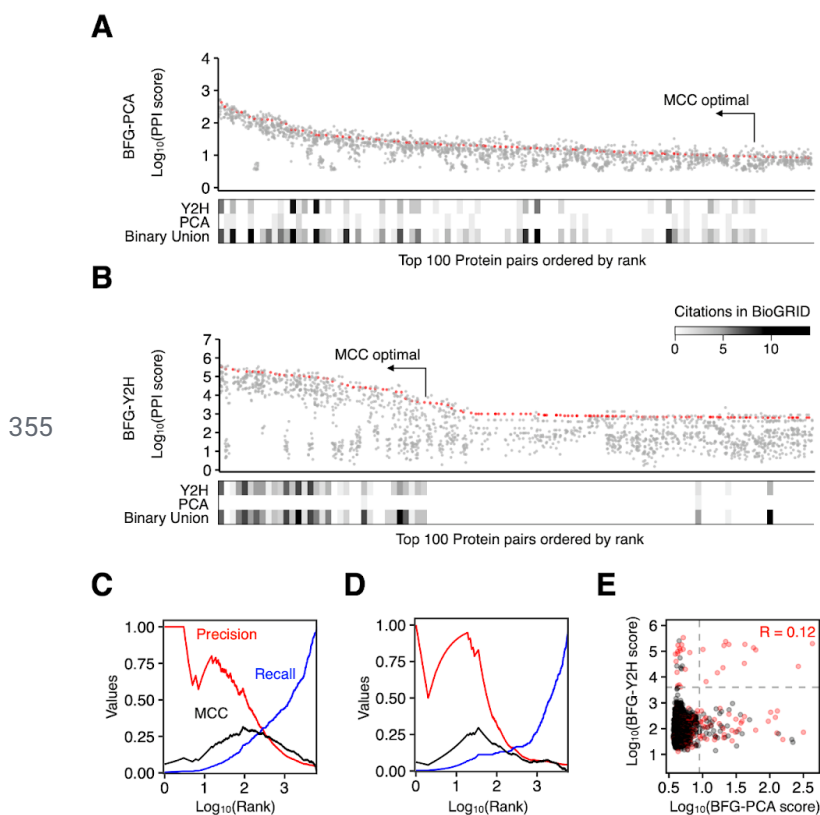 A
BFG-PCA
Log₁₀(PPI score)
4
3
2
1
0
MCC optimal
Y2H
PCA
Binary Union
Top 100 Protein pairs ordered by rank
B
Citations in BioGRID
0 5 10
BFG-Y2H
Log₁₀(PPI score)
7
6
5
4
3
2
1
0
MCC optimal
355
Y2H
PCA
Binary Union
Top 100 Protein pairs ordered by rank
C
Values
1.00
0.75
0.50
0.25
0.00
Precision
Recall
MCC
0 1 2 3
Log₁₀(Rank)
D
Values
1.00
0.75
0.50
0.25
0.00
0 1 2 3
Log₁₀(Rank)
E
Log₁₀(BFG-Y2H score)
6
5
4
3
2
1
R = 0.12
0.5 1.0 1.5 2.0 2.5
Log₁₀(BFG-PCA score)